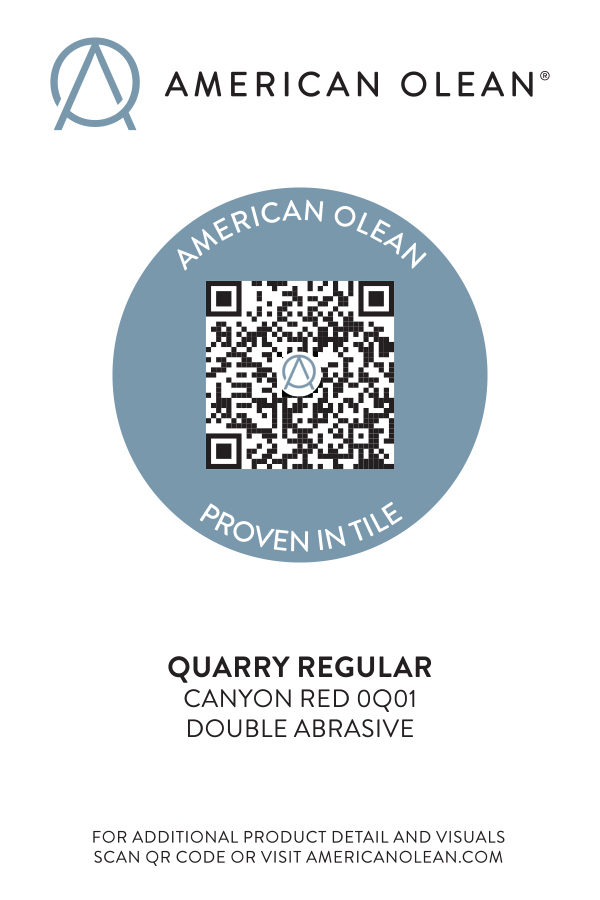 AMERICAN OLEAN®
AMERICAN OLEAN
PROVEN IN TILE
QUARRY REGULAR
CANYON RED 0Q01
DOUBLE ABRASIVE
FOR ADDITIONAL PRODUCT DETAIL AND VISUALS
SCAN QR CODE OR VISIT AMERICANOLEAN.COM